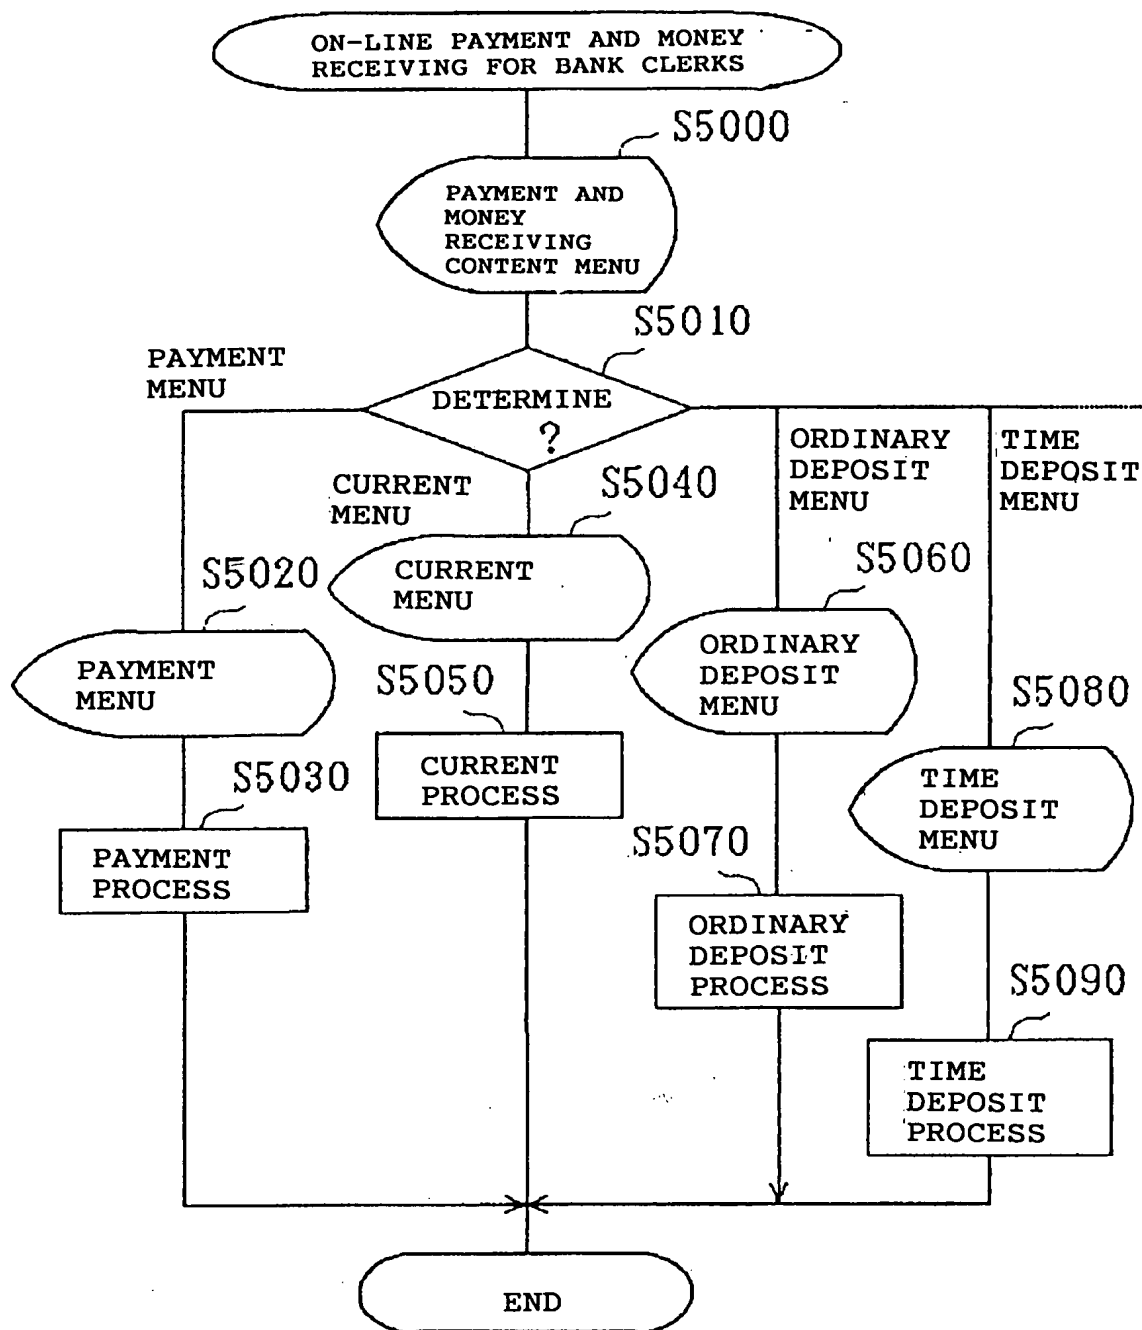 ON-LINE PAYMENT AND MONEY
RECEIVING FOR BANK CLERKS
S5000
PAYMENT AND
MONEY
RECEIVING
CONTENT MENU
S5010
PAYMENT
MENU
DETERMINE
?
ORDINARY
DEPOSIT
MENU
TIME
DEPOSIT
MENU
CURRENT
MENU
S5040
CURRENT
MENU
S5020
PAYMENT
MENU
S5060
ORDINARY
DEPOSIT
MENU
S5050
CURRENT
PROCESS
S5080
TIME
DEPOSIT
MENU
S5030
PAYMENT
PROCESS
S5070
ORDINARY
DEPOSIT
PROCESS
S5090
TIME
DEPOSIT
PROCESS
END